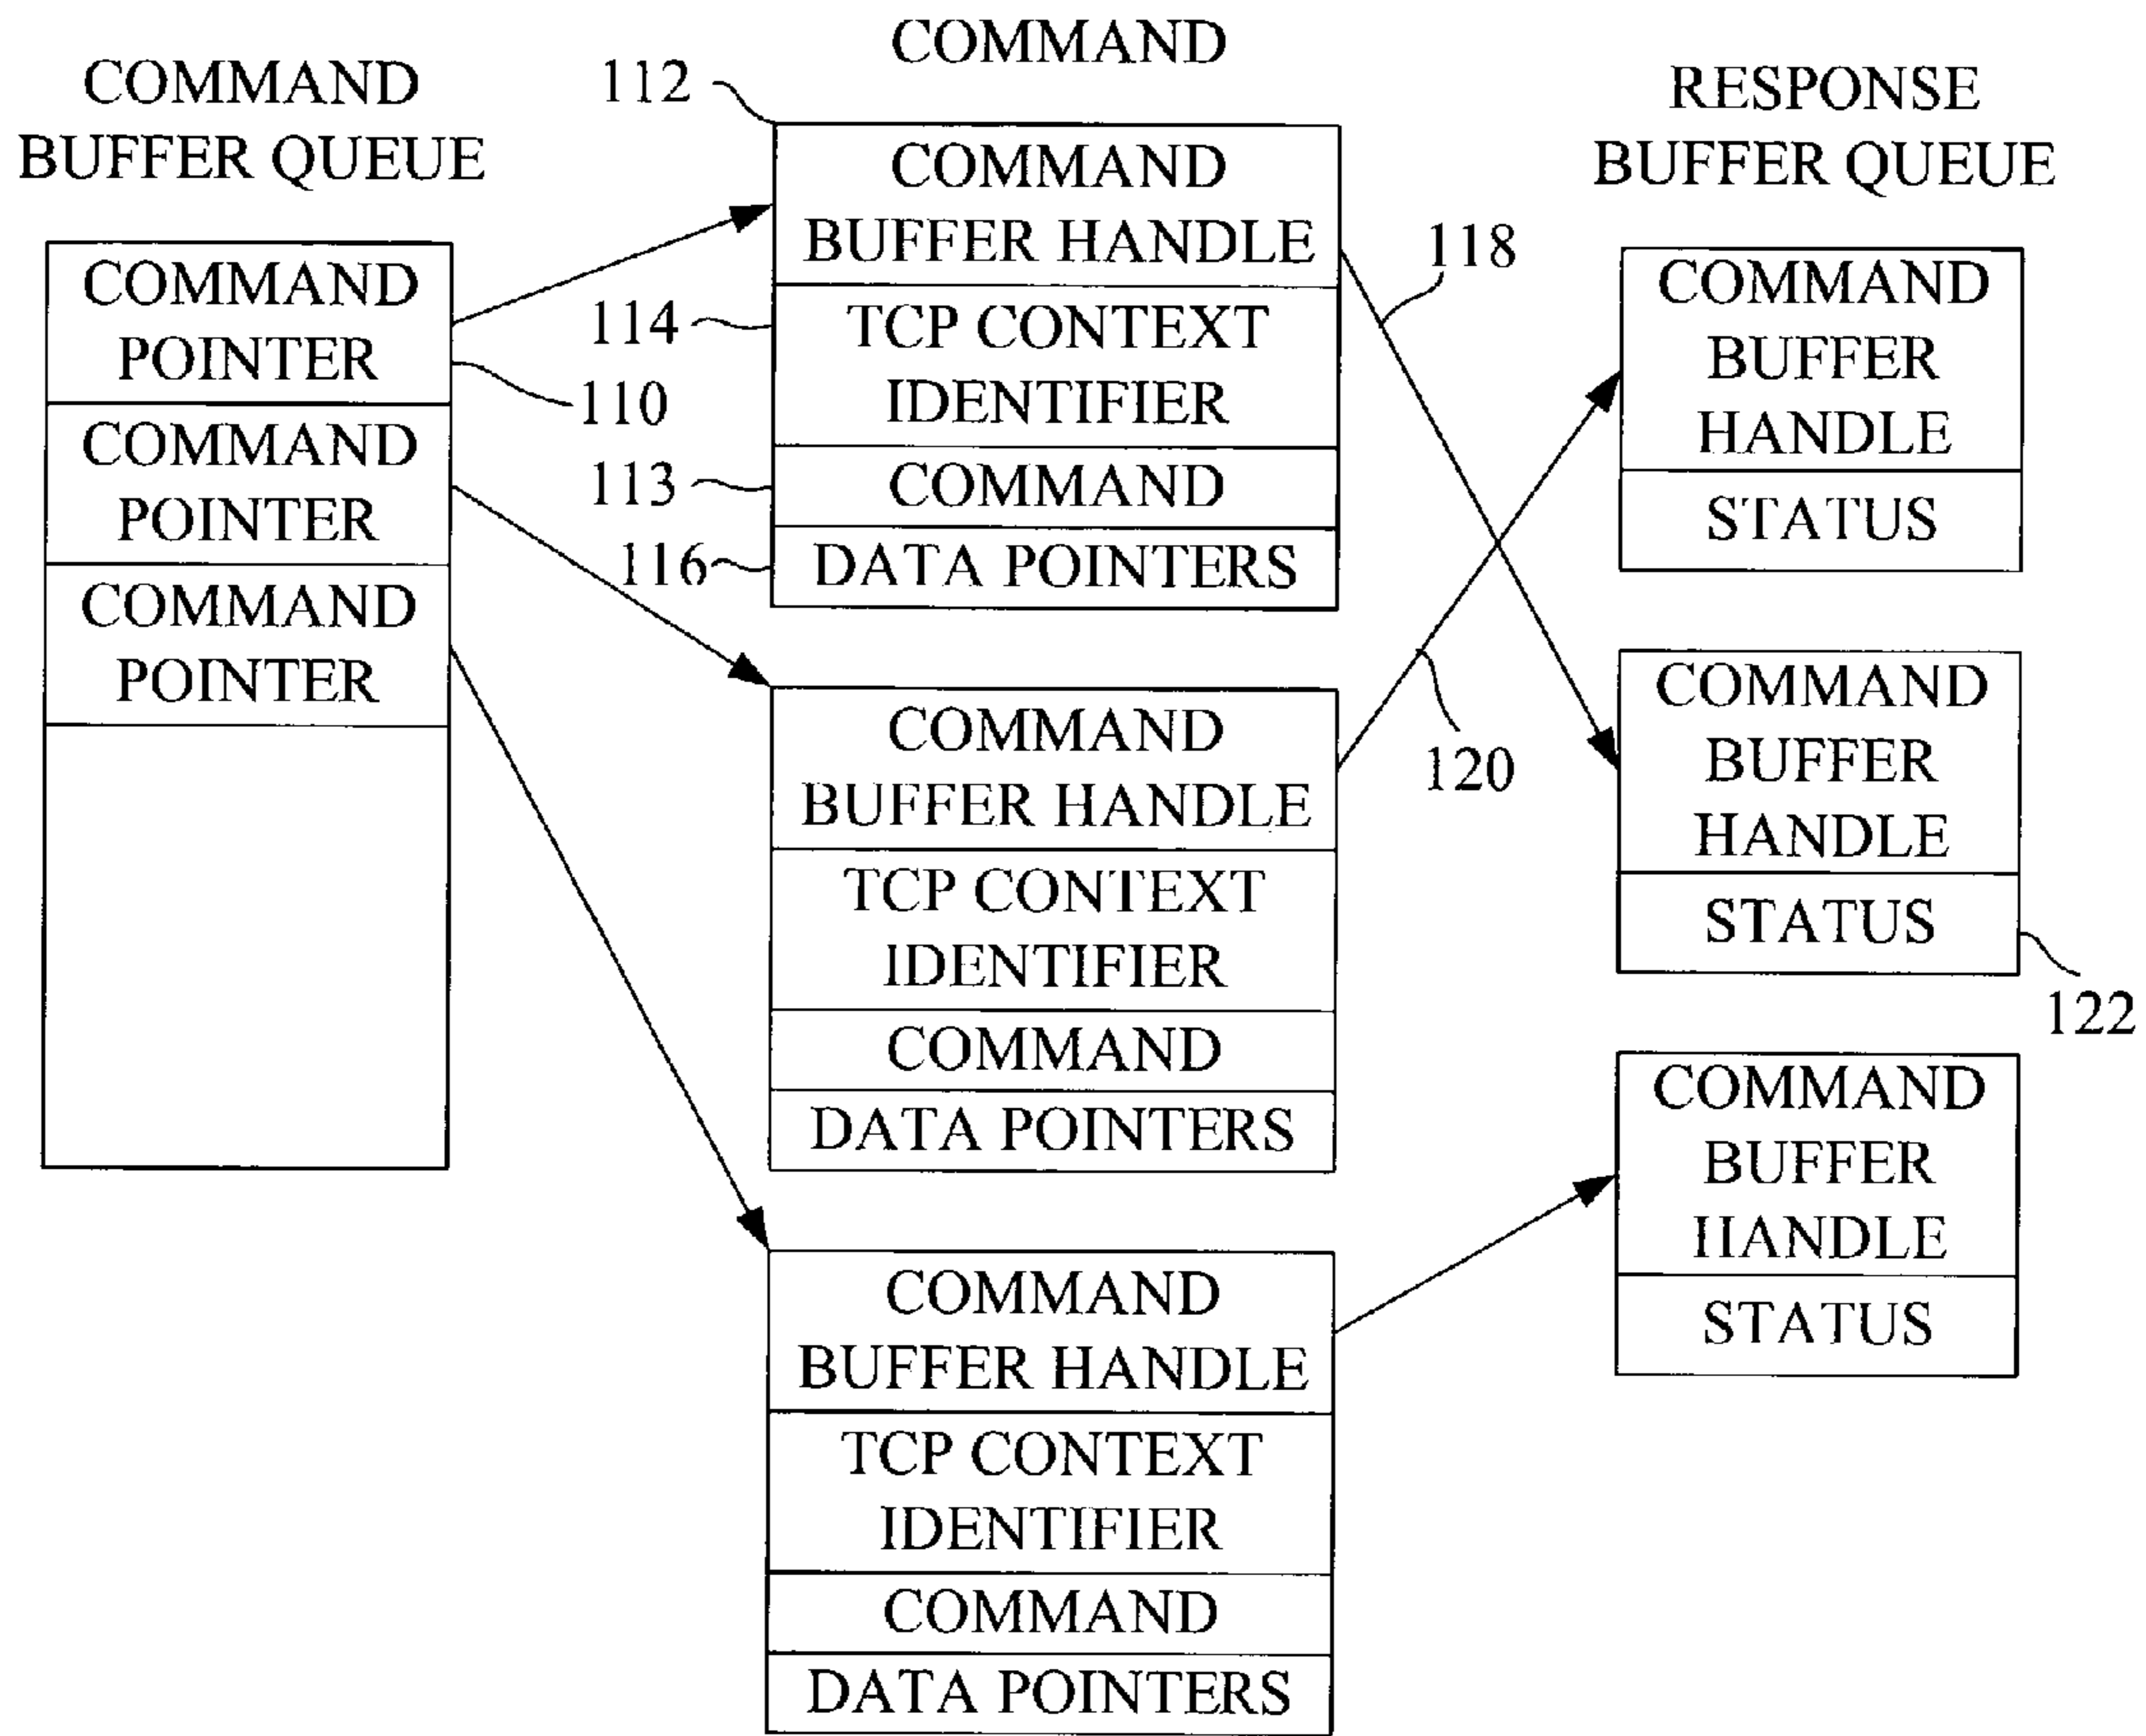 COMMAND
BUFFER QUEUE
COMMAND
POINTER
110
COMMAND
POINTER
COMMAND
POINTER
COMMAND
112
COMMAND
BUFFER HANDLE
114
TCP CONTEXT
IDENTIFIER
113
COMMAND
116
DATA POINTERS
COMMAND
BUFFER HANDLE
TCP CONTEXT
IDENTIFIER
COMMAND
DATA POINTERS
COMMAND
BUFFER HANDLE
TCP CONTEXT
IDENTIFIER
COMMAND
DATA POINTERS
118
120
RESPONSE
BUFFER QUEUE
COMMAND
BUFFER
HANDLE
STATUS
COMMAND
BUFFER
HANDLE
STATUS
122
COMMAND
BUFFER
HANDLE
STATUS